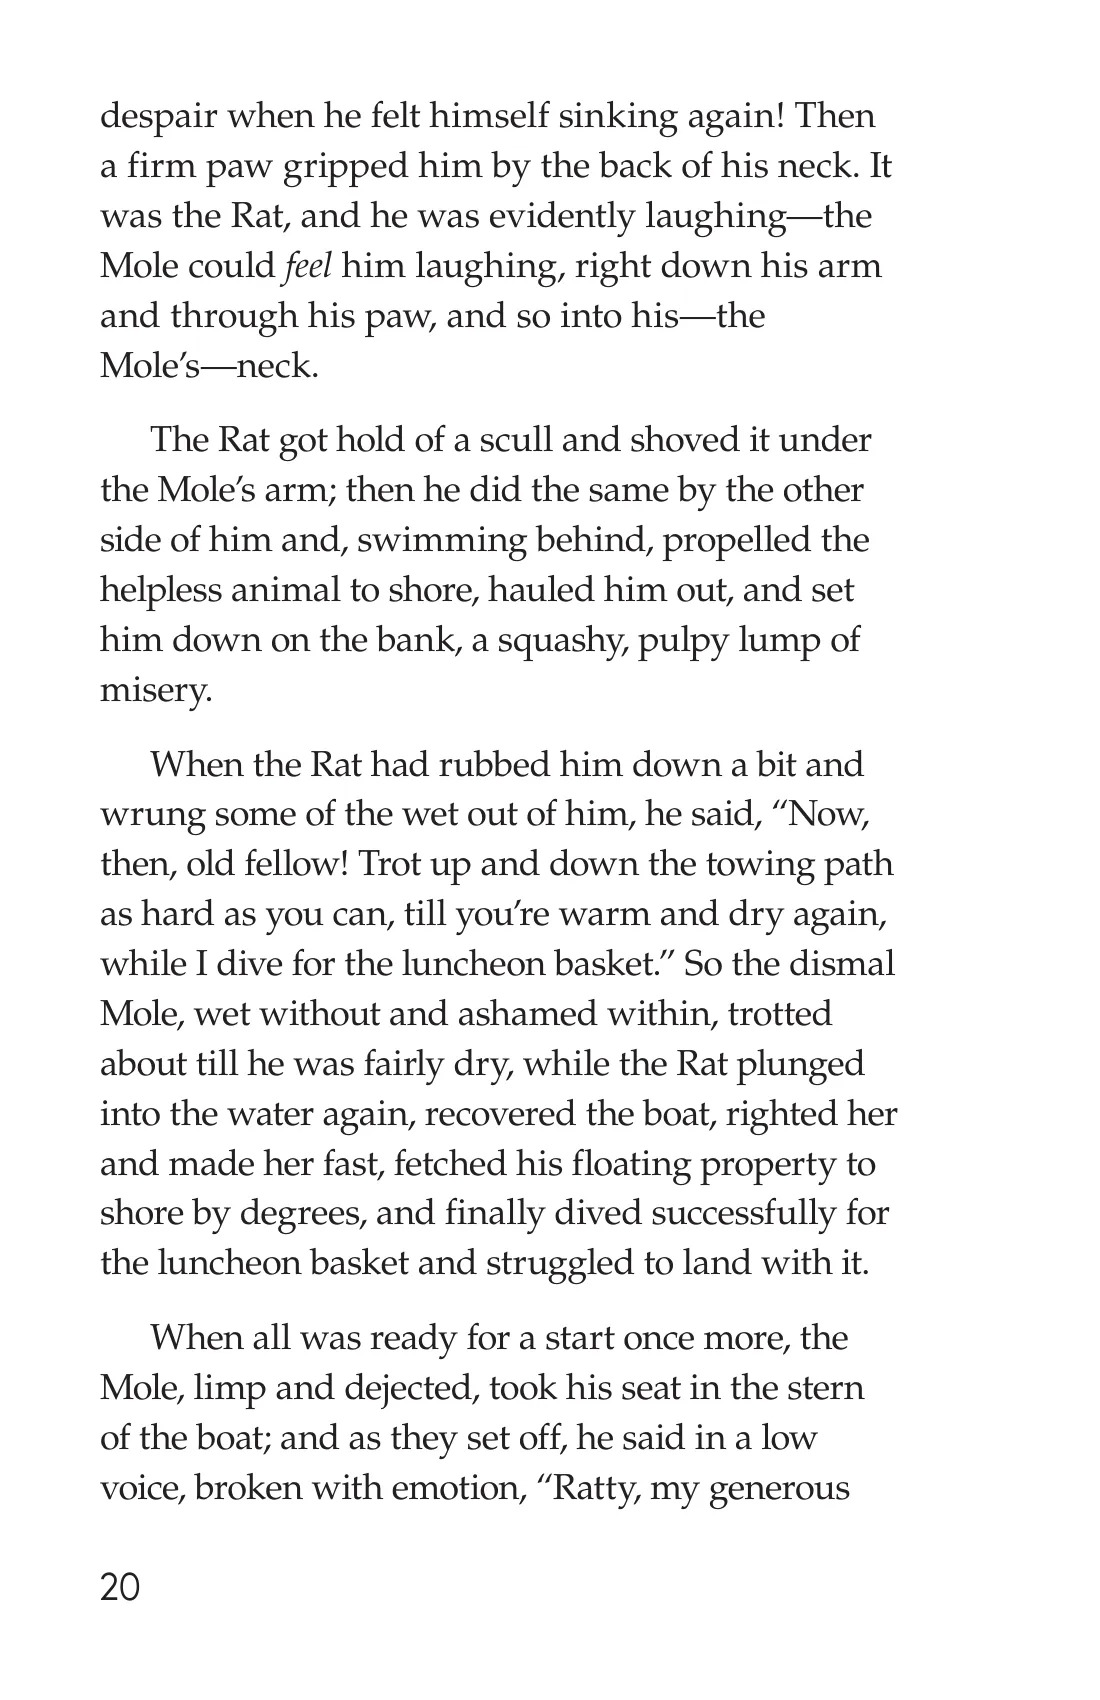 despair when he felt himself sinking again! Then
a firm paw gripped him by the back of his neck. It
was the Rat, and he was evidently laughing—the
Mole could feel him laughing, right down his arm
and through his paw, and so into his—the
Mole’s—neck.
The Rat got hold of a scull and shoved it under
the Mole’s arm; then he did the same by the other
side of him and, swimming behind, propelled the
helpless animal to shore, hauled him out, and set
him down on the bank, a squashy, pulpy lump of
misery.
When the Rat had rubbed him down a bit and
wrung some of the wet out of him, he said, “Now,
then, old fellow! Trot up and down the towing path
as hard as you can, till you’re warm and dry again,
while I dive for the luncheon basket.” So the dismal
Mole, wet without and ashamed within, trotted
about till he was fairly dry, while the Rat plunged
into the water again, recovered the boat, righted her
and made her fast, fetched his floating property to
shore by degrees, and finally dived successfully for
the luncheon basket and struggled to land with it.
When all was ready for a start once more, the
Mole, limp and dejected, took his seat in the stern
of the boat; and as they set off, he said in a low
voice, broken with emotion, “Ratty, my generous
20